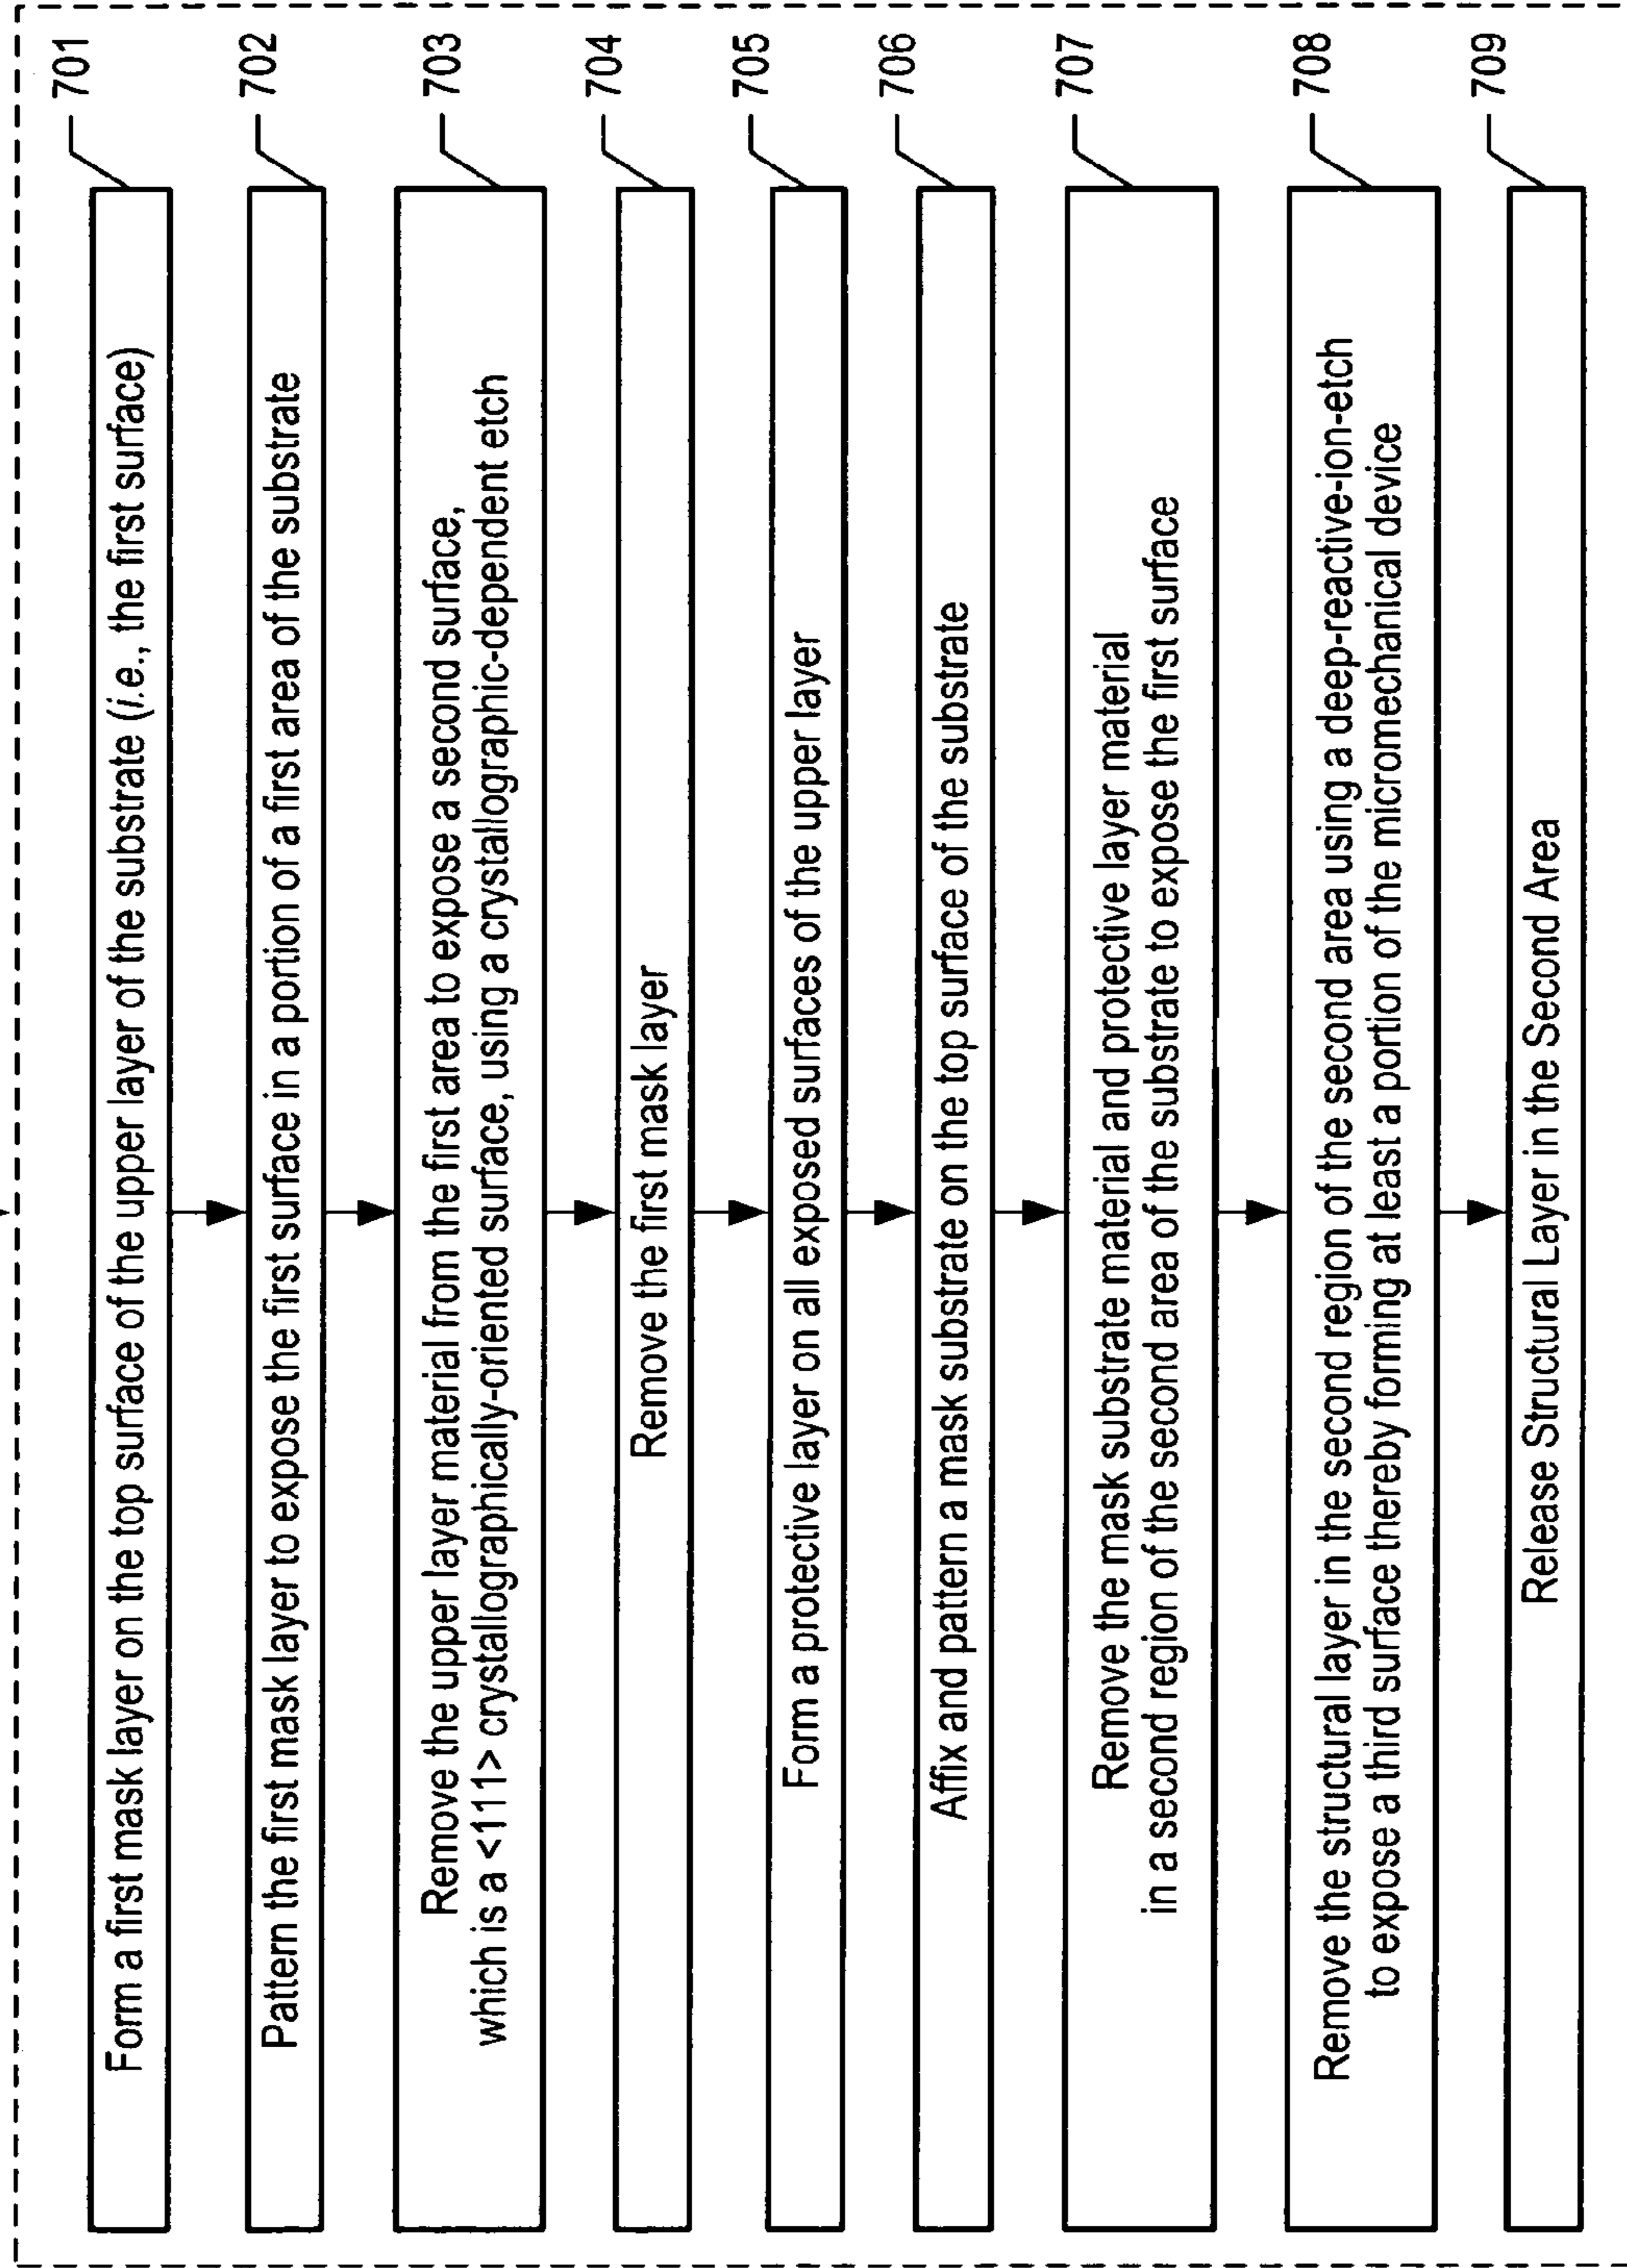 Form a first mask layer on the top surface of the upper layer of the substrate (i.e., the first surface)
701
Pattern the first mask layer to expose the first surface in a portion of a first area of the substrate
702
Remove the upper layer material from the first area to expose a second surface,
which is a <111> crystallographically-oriented surface, using a crystallographic-dependent etch
703
Remove the first mask layer
704
Form a protective layer on all exposed surfaces of the upper layer
705
Affix and pattern a mask substrate on the top surface of the substrate
706
Remove the mask substrate material and protective layer material
in a second region of the second area of the substrate to expose the first surface
707
Remove the structural layer in the second region of the second area using a deep-reactive-ion-etch
to expose a third surface thereby forming at least a portion of the micromechanical device
708
Release Structural Layer in the Second Area
709